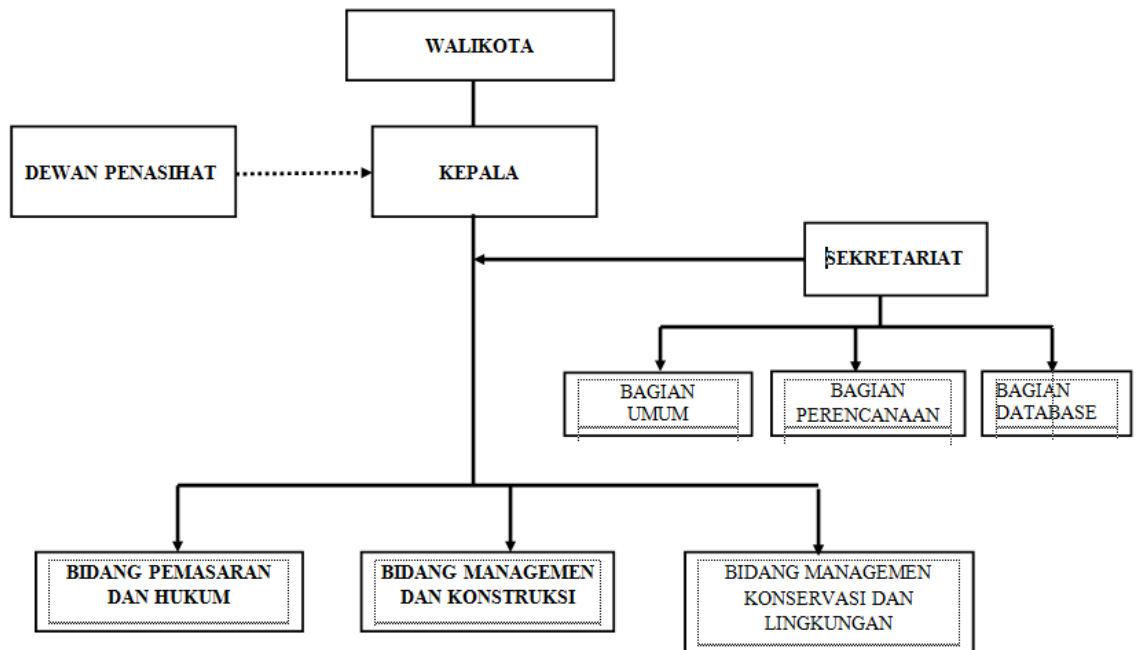 WALIKOTA
DEWAN PENASIHAT
KEPALA
SEKRETARIAT
BAGIAN
UMUM
BAGIAN
PERENCANAAN
BAGIAN
DATABASE
BIDANG PEMASARAN
DAN HUKUM
BIDANG MANAGEMEN
DAN KONSTRUKSI
BIDANG MANAGEMEN
KONSERVASI DAN
LINGKUNGAN